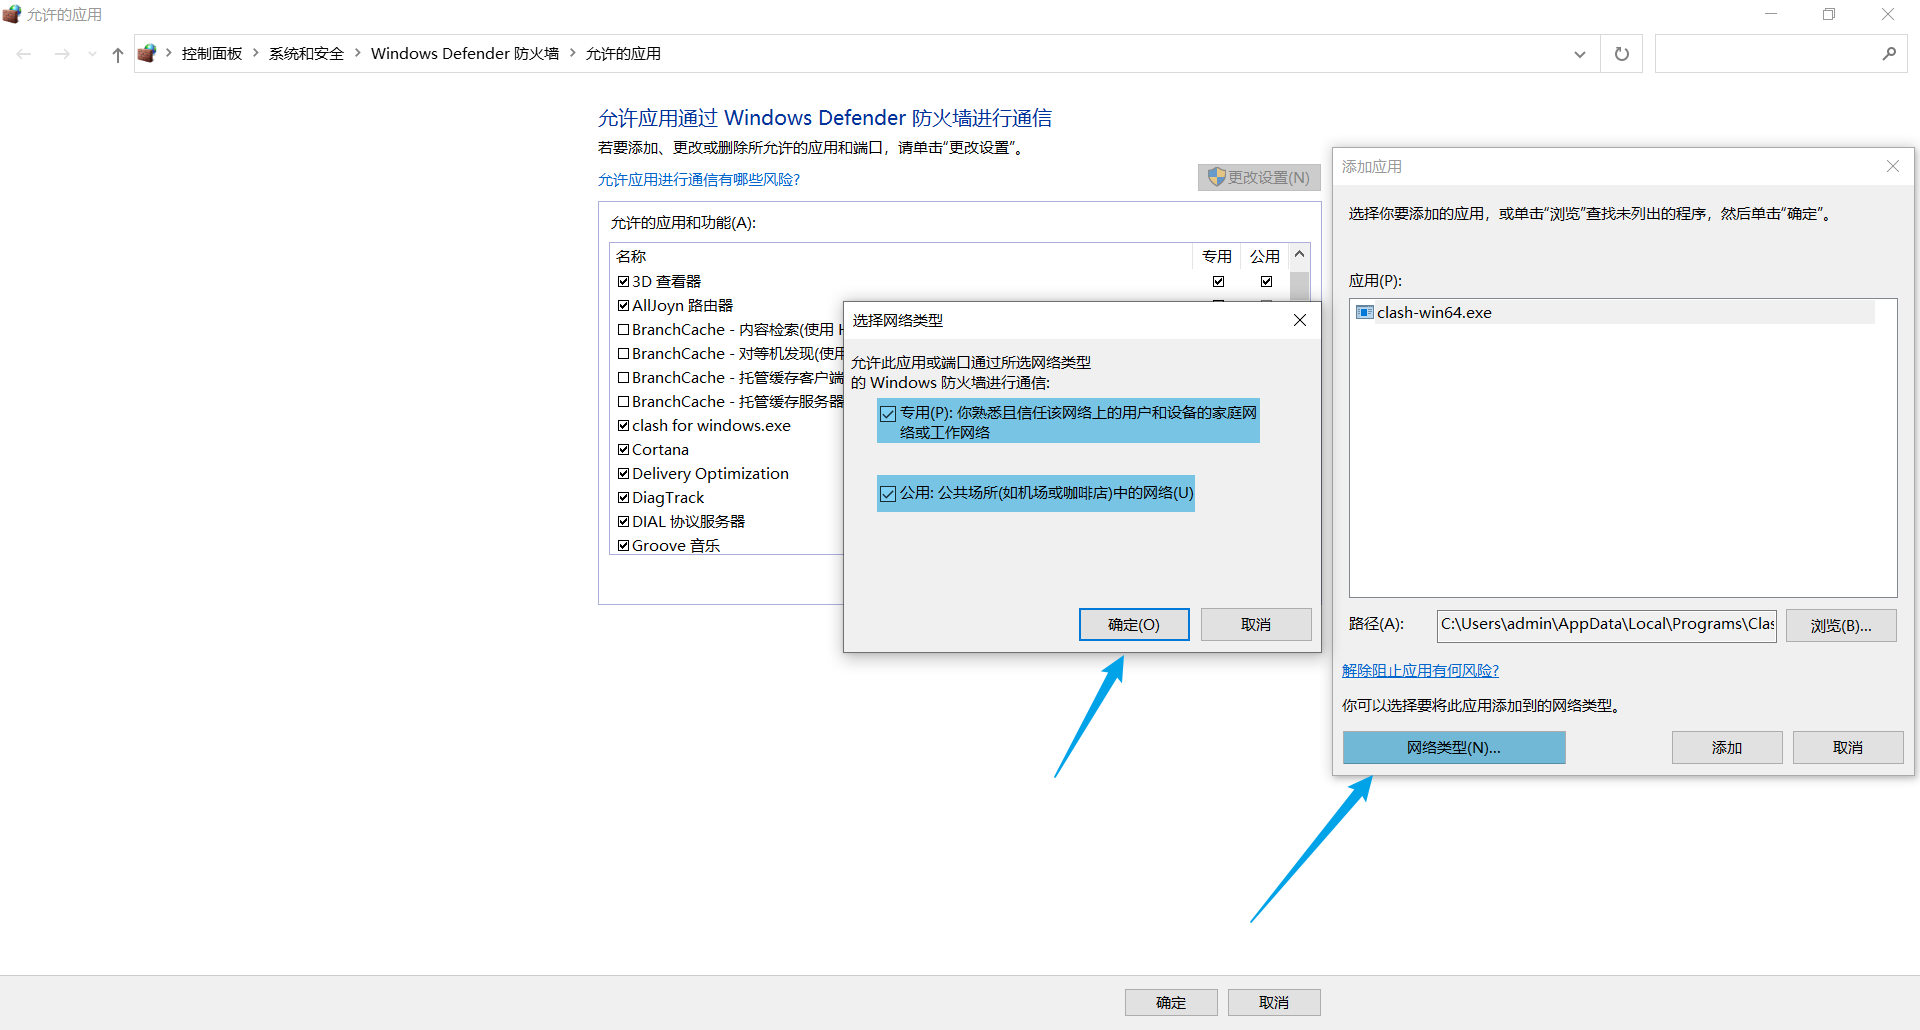 允许的应用
控制面板 > 系统和安全 > Windows Defender 防火墙 > 允许的应用
允许应用通过 Windows Defender 防火墙进行通信
若要添加、更改或删除所允许的应用和端口，请单击“更改设置”。
允许应用进行通信有哪些风险?
更改设置(N)
允许的应用和功能(A):
名称 专用 公用
3D 查看器
AllJoyn 路由器
BranchCache - 内容检索(使用 H
BranchCache - 对等机发现(使用
BranchCache - 托管缓存客户端
BranchCache - 托管缓存服务器
clash for windows.exe
Cortana
Delivery Optimization
DiagTrack
DIAL 协议服务器
Groove 音乐
选择网络类型
允许此应用或端口通过所选网络类型
的 Windows 防火墙进行通信:
专用(P): 你熟悉且信任该网络上的用户和设备的家庭网
络或工作网络
公用: 公共场所(如机场或咖啡店)中的网络(U)
确定(O) 取消
添加应用
选择你要添加的应用，或单击“浏览”查找未列出的程序，然后单击“确定”。
应用(P):
clash-win64.exe
路径(A): C:\Users\admin\AppData\Local\Programs\Clas 浏览(B)...
解除阻止应用有何风险?
你可以选择要将此应用添加到的网络类型。
网络类型(N)... 添加 取消
确定 取消